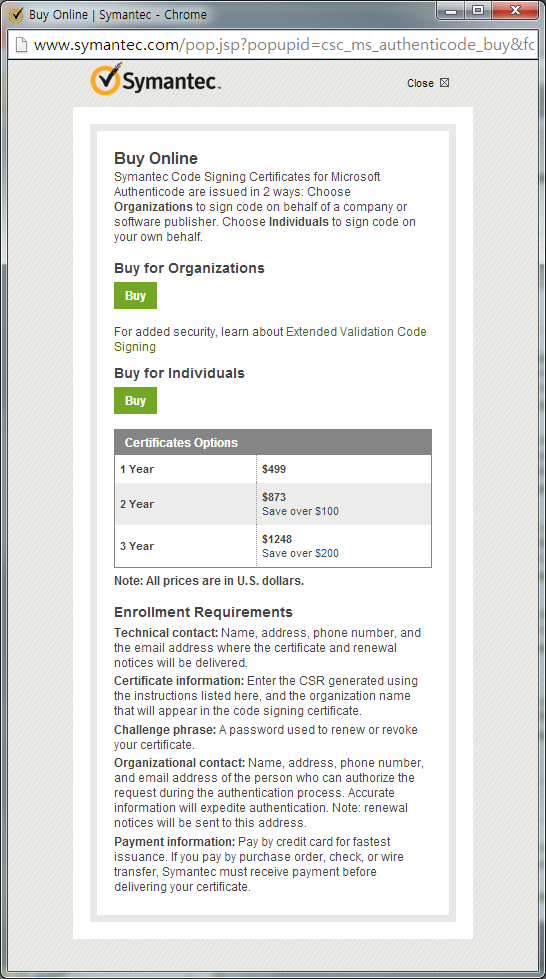 Buy Online | Symantec - Chrome
www.symantec.com/pop.jsp?popupid=csc_ms_authenticode_buy&fo
Symantec.
Close
Buy Online
Symantec Code Signing Certificates for Microsoft
Authenticode are issued in 2 ways: Choose
Organizations to sign code on behalf of a company or
software publisher. Choose Individuals to sign code on
your own behalf.
Buy for Organizations
Buy
For added security, learn about Extended Validation Code
Signing
Buy for Individuals
Buy
Certificates Options
1 Year $499
2 Year $873
Save over $100
3 Year $1248
Save over $200
Note: All prices are in U.S. dollars.
Enrollment Requirements
Technical contact: Name, address, phone number, and
the email address where the certificate and renewal
notices will be delivered.
Certificate information: Enter the CSR generated using
the instructions listed here, and the organization name
that will appear in the code signing certificate.
Challenge phrase: A password used to renew or revoke
your certificate.
Organizational contact: Name, address, phone number,
and email address of the person who can authorize the
request during the authentication process. Accurate
information will expedite authentication. Note: renewal
notices will be sent to this address.
Payment information: Pay by credit card for fastest
issuance. If you pay by purchase order, check, or wire
transfer, Symantec must receive payment before
delivering your certificate.